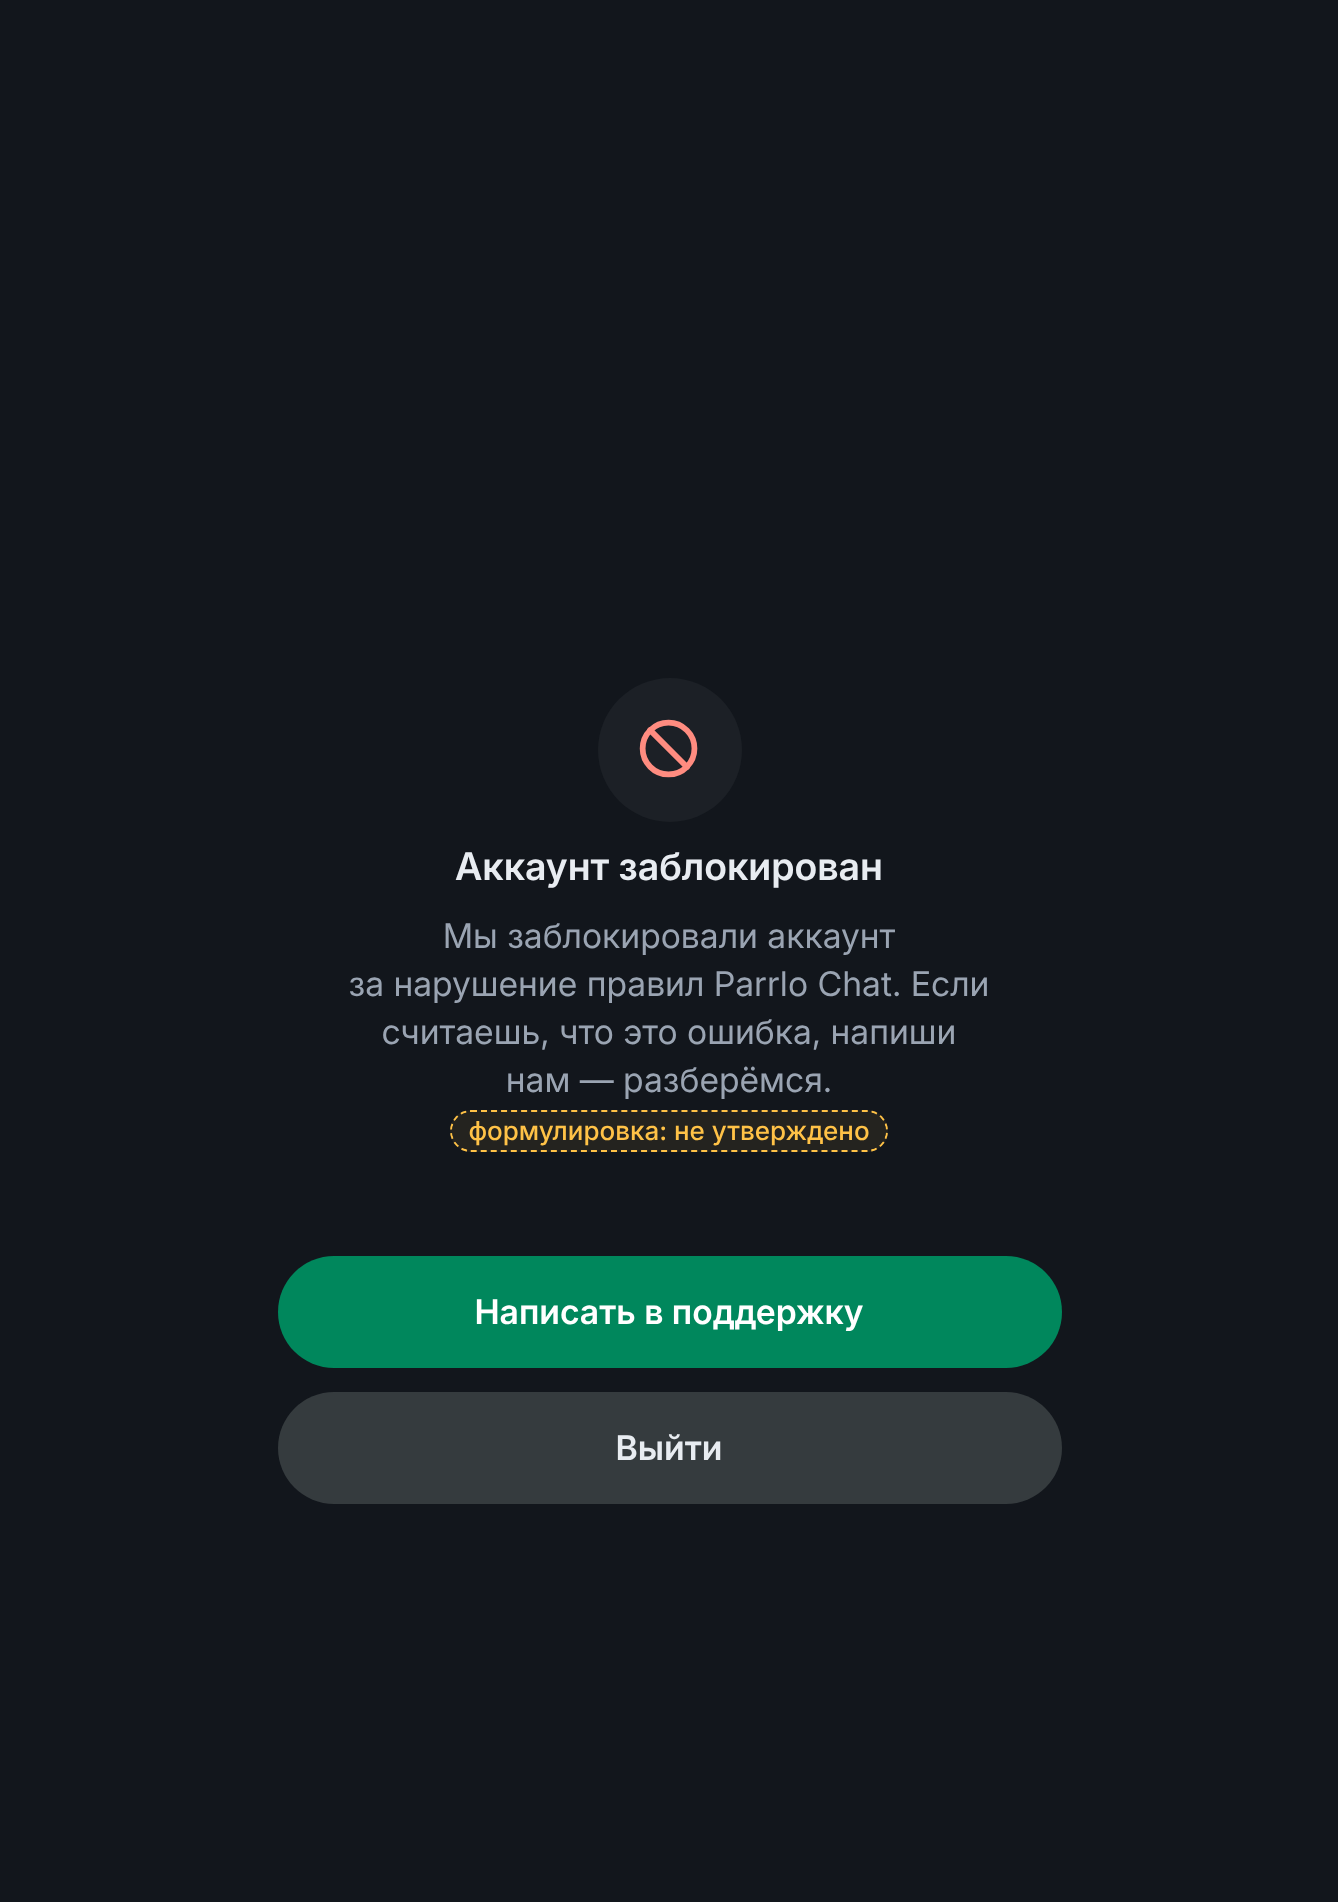 Аккаунт заблокирован
Мы заблокировали аккаунт
за нарушение правил Parrlo Chat. Если
считаешь, что это ошибка, напиши
нам — разберёмся.
формулировка: не утверждено
Написать в поддержку
Выйти